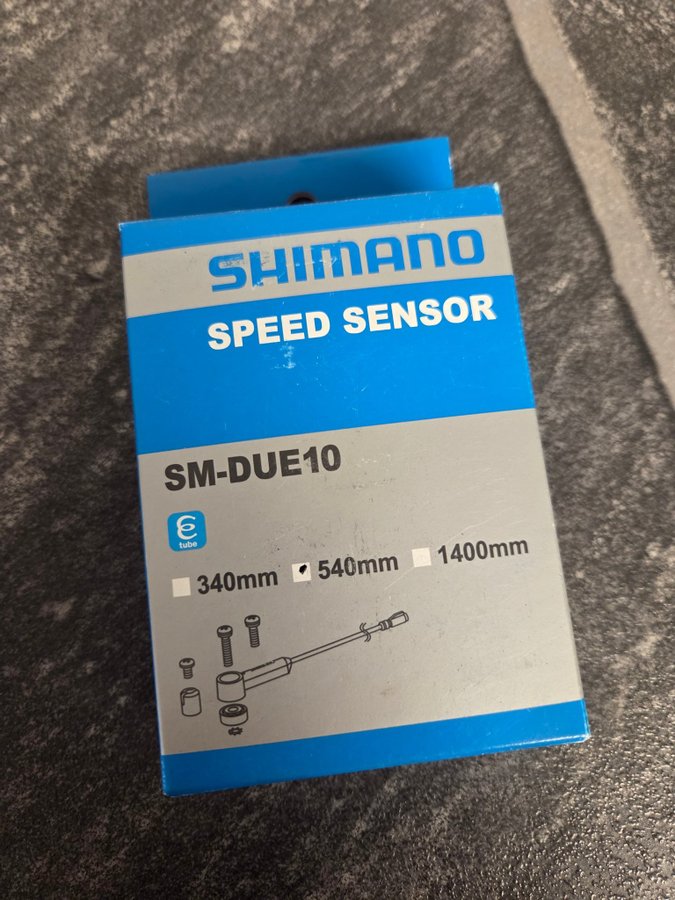 SHIMANO
SPEED SENSOR
SM-DUE10
e
tube
340mm 540mm 1400mm